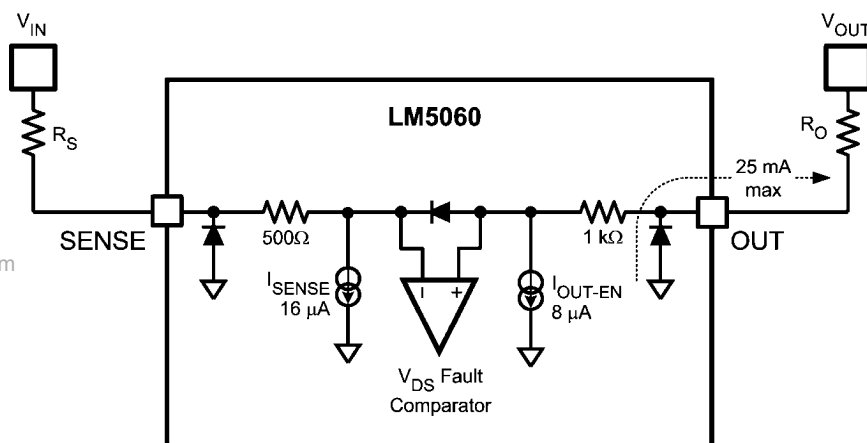 V_IN
V_OUT
LM5060
R_S
R_O
25 mA
max
SENSE
500Ω
1 kΩ
OUT
m
I_SENSE
16 µA
− +
I_OUT-EN
8 µA
V_DS Fault
Comparator